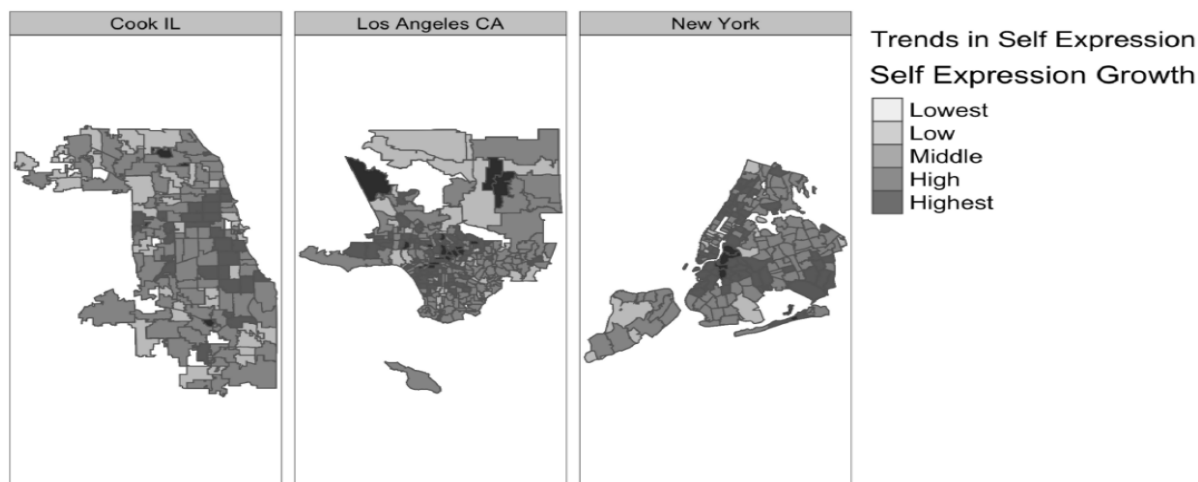 Cook IL
Los Angeles CA
New York
Trends in Self Expression
Self Expression Growth
Lowest
Low
Middle
High
Highest